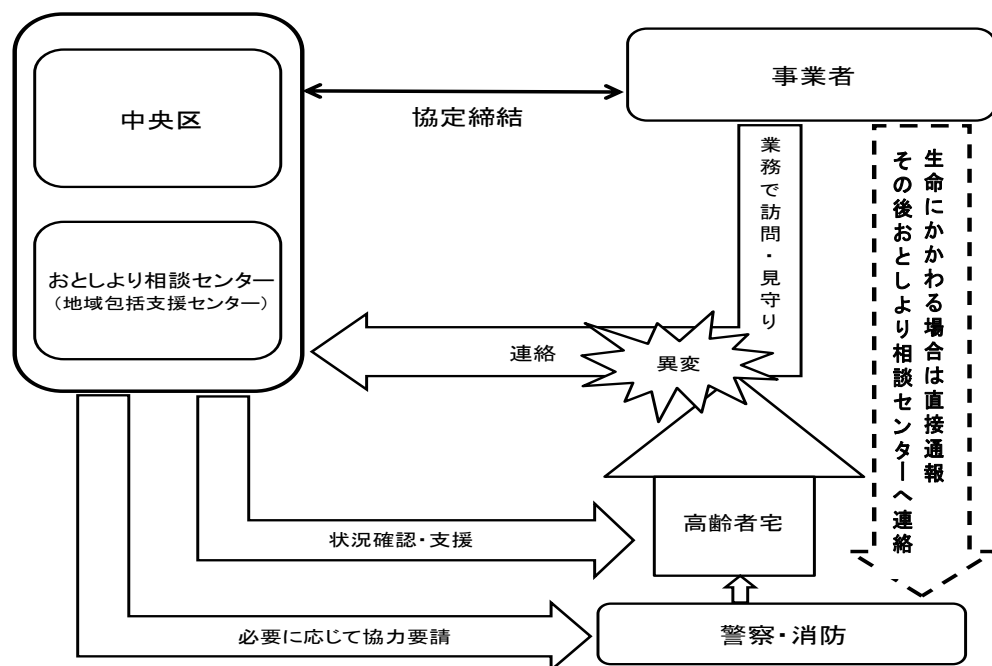 中央区
事業者
協定締結
おとしより相談センター
(地域包括支援センター)
業務で訪問・見守り
生命にかかわる場合は直接通報
その後おとしより相談センターへ連絡
連絡
異変
高齢者宅
状況確認・支援
必要に応じて協力要請
警察・消防